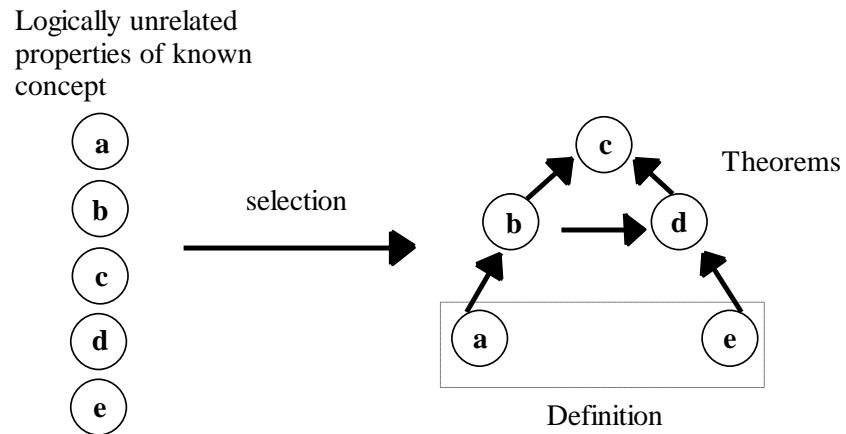 Logically unrelated
properties of known
concept
a
b
c
d
e
selection
c
Theorems
b
d
a
e
Definition